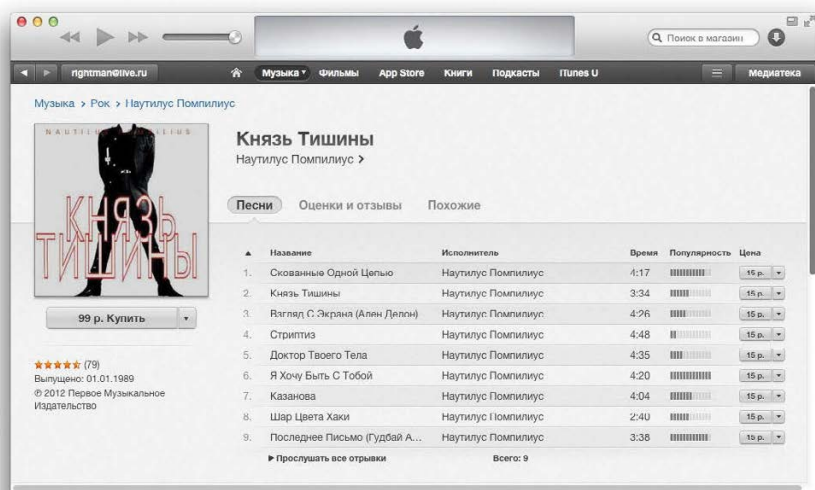 Поиск в магазин
rightman@live.ru Музыка Фильмы App Store Книги Подкасты iTunes U Медиатека
Музыка > Рок > Наутилус Помпилиус
КНЯЗЬ
ТИШИНЫ
Князь Тишины
Наутилус Помпилиус >
Песни Оценки и отзывы Похожие
Название Исполнитель Время Популярность Цена
1. Скованные Одной Цепью Наутилус Помпилиус 4:17 15 р.
2. Князь Тишины Наутилус Помпилиус 3:34 15 р.
3. Взгляд С Экрана (Ален Делон) Наутилус Помпилиус 4:26 15 р.
4. Стриптиз Наутилус Помпилиус 4:48 15 р.
5. Доктор Твоего Тела Наутилус Помпилиус 4:35 15 р.
6. Я Хочу Быть С Тобой Наутилус Помпилиус 4:20 15 р.
7. Казанова Наутилус Помпилиус 4:04 15 р.
8. Шар Цвета Хаки Наутилус Помпилиус 2:40 15 р.
9. Последнее Письмо (Гудбай А... Наутилус Помпилиус 3:38 15 р.
Прослушать все отрывки Всего: 9
99 р. Купить
(79)
Выпущено: 01.01.1989
℗ 2012 Первое Музыкальное
Издательство